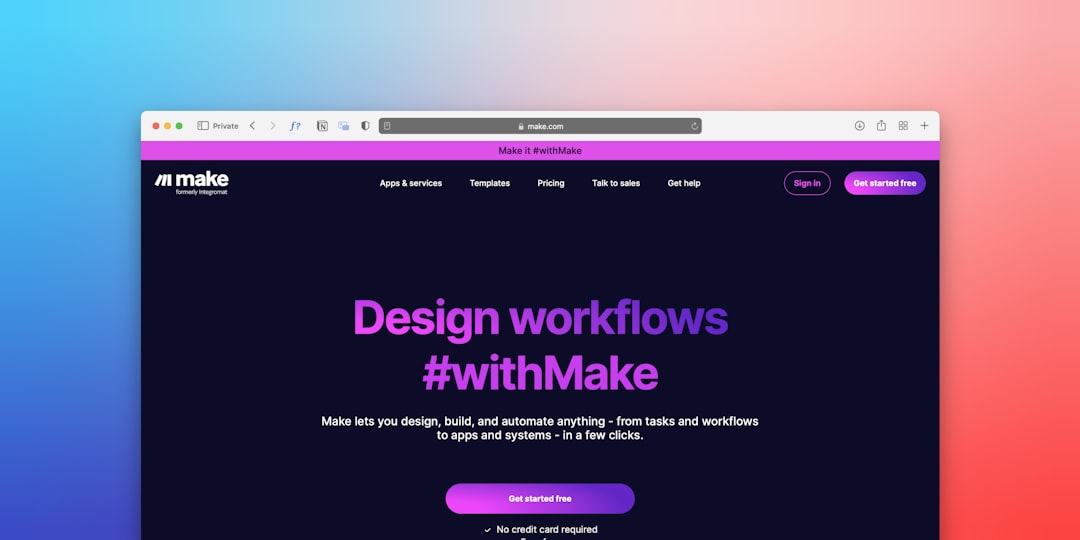 Private
make.com
Make it #withMake
make
formerly Integromat
Apps & services
Templates
Pricing
Talk to sales
Get help
Sign in
Get started free
Design workflows
#withMake
Make lets you design, build, and automate anything - from tasks and workflows
to apps and systems - in a few clicks.
Get started free
✓ No credit card required